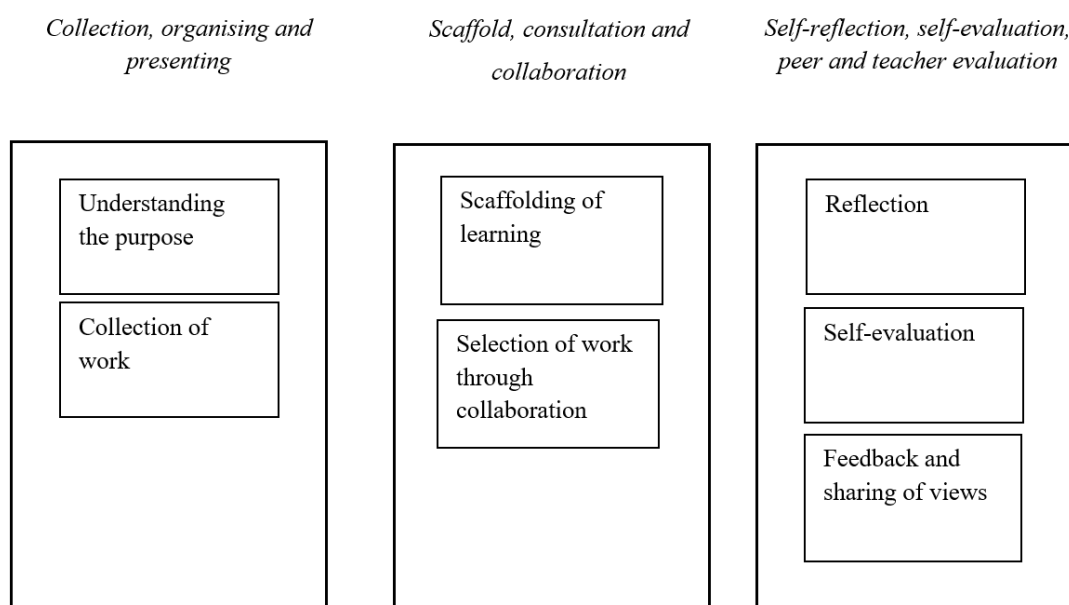 Collection, organising and
presenting
Scaffold, consultation and
collaboration
Self-reflection, self-evaluation,
peer and teacher evaluation
Understanding
the purpose
Collection of
work
Scaffolding of
learning
Selection of work
through
collaboration
Reflection
Self-evaluation
Feedback and
sharing of views